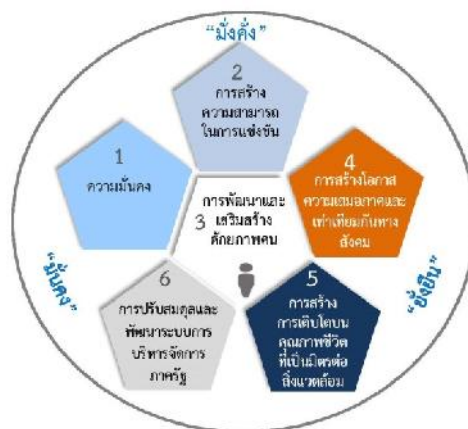 “มั่งคั่ง”
2
การสร้าง
ความสามารถ
ในการแข่งขัน
1
ความมั่นคง
3
การพัฒนาและ
เสริมสร้าง
ศักยภาพคน
4
การสร้างโอกาส
ความเสมอภาคและ
เท่าเทียมกันทาง
สังคม
“มั่นคง”
6
การปรับสมดุลและ
พัฒนาระบบการ
บริหารจัดการ
ภาครัฐ
5
การสร้าง
การเติบโตบน
คุณภาพชีวิต
ที่เป็นมิตรต่อ
สิ่งแวดล้อม
“ยั่งยืน”